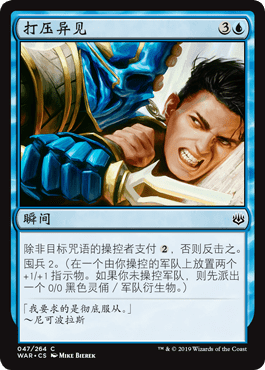 打压异见 3
瞬间
除非目标咒语的操控者支付 2，否则反击之。
囤兵 2。（在一个由你操控的军队上放置两个
+1/+1 指示物。如果你未操控军队，则先派出
一个 0/0 黑色灵俑／军队衍生物。）
「我要求的是彻底服从。」
～尼可波拉斯
047/264 C
WAR • CS MIKE BIEREK
™ & © 2019 Wizards of the Coast